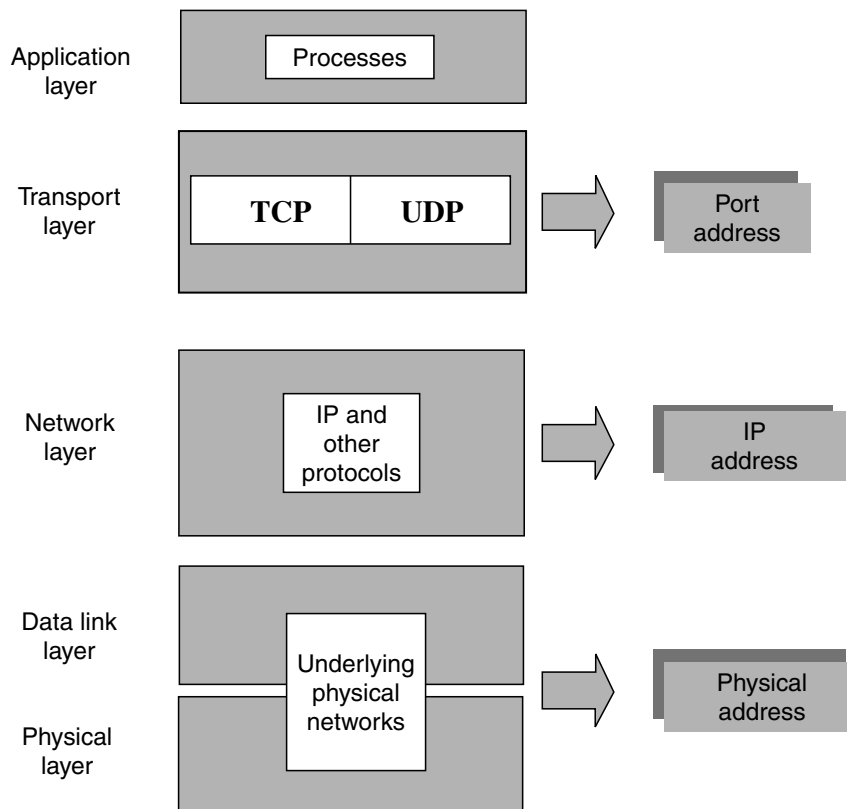 Application
layer
Processes
Transport
layer
TCP
UDP
Port
address
Network
layer
IP and
other
protocols
IP
address
Data link
layer
Underlying
physical
networks
Physical
address
Physical
layer